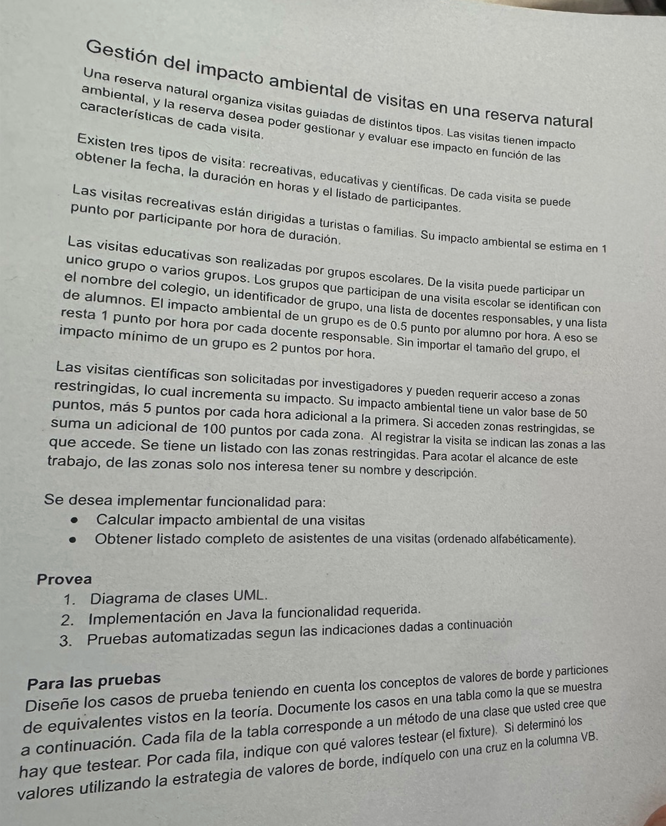 Gestión del impacto ambiental de visitas en una reserva natural
Una reserva natural organiza visitas guiadas de distintos tipos. Las visitas tienen impacto
ambiental, y la reserva desea poder gestionar y evaluar ese impacto en función de las
características de cada visita.
Existen tres tipos de visita: recreativas, educativas y científicas. De cada visita se puede
obtener la fecha, la duración en horas y el listado de participantes.
Las visitas recreativas están dirigidas a turistas o familias. Su impacto ambiental se estima en 1
punto por participante por hora de duración.
Las visitas educativas son realizadas por grupos escolares. De la visita puede participar un
unico grupo o varios grupos. Los grupos que participan de una visita escolar se identifican con
el nombre del colegio, un identificador de grupo, una lista de docentes responsables, y una lista
de alumnos. El impacto ambiental de un grupo es de 0.5 punto por alumno por hora. A eso se
resta 1 punto por hora por cada docente responsable. Sin importar el tamaño del grupo, el
impacto mínimo de un grupo es 2 puntos por hora.
Las visitas científicas son solicitadas por investigadores y pueden requerir acceso a zonas
restringidas, lo cual incrementa su impacto. Su impacto ambiental tiene un valor base de 50
puntos, más 5 puntos por cada hora adicional a la primera. Si acceden zonas restringidas, se
suma un adicional de 100 puntos por cada zona. Al registrar la visita se indican las zonas a las
que accede. Se tiene un listado con las zonas restringidas. Para acotar el alcance de este
trabajo, de las zonas solo nos interesa tener su nombre y descripción.
Se desea implementar funcionalidad para:
• Calcular impacto ambiental de una visitas
• Obtener listado completo de asistentes de una visitas (ordenado alfabéticamente).
Provea
1. Diagrama de clases UML.
2. Implementación en Java la funcionalidad requerida.
3. Pruebas automatizadas segun las indicaciones dadas a continuación
Para las pruebas
Diseñe los casos de prueba teniendo en cuenta los conceptos de valores de borde y particiones
de equivalentes vistos en la teoría. Documente los casos en una tabla como la que se muestra
a continuación. Cada fila de la tabla corresponde a un método de una clase que usted cree que
hay que testear. Por cada fila, indique con qué valores testear (el fixture). Si determinó los
valores utilizando la estrategia de valores de borde, indíquelo con una cruz en la columna VB.